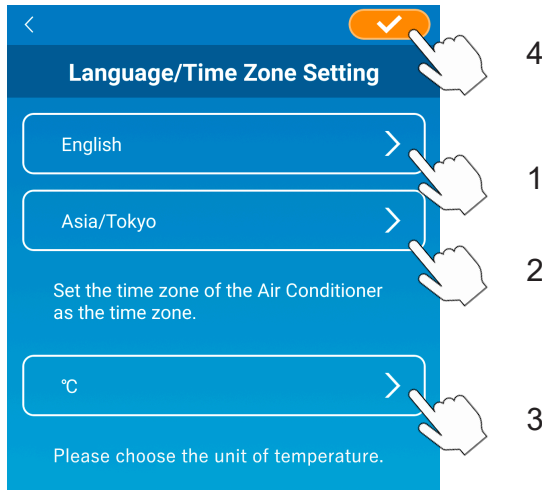 4
Language/Time Zone Setting
English
1
Asia/Tokyo
2
Set the time zone of the Air Conditioner
as the time zone.
℃
3
Please choose the unit of temperature.